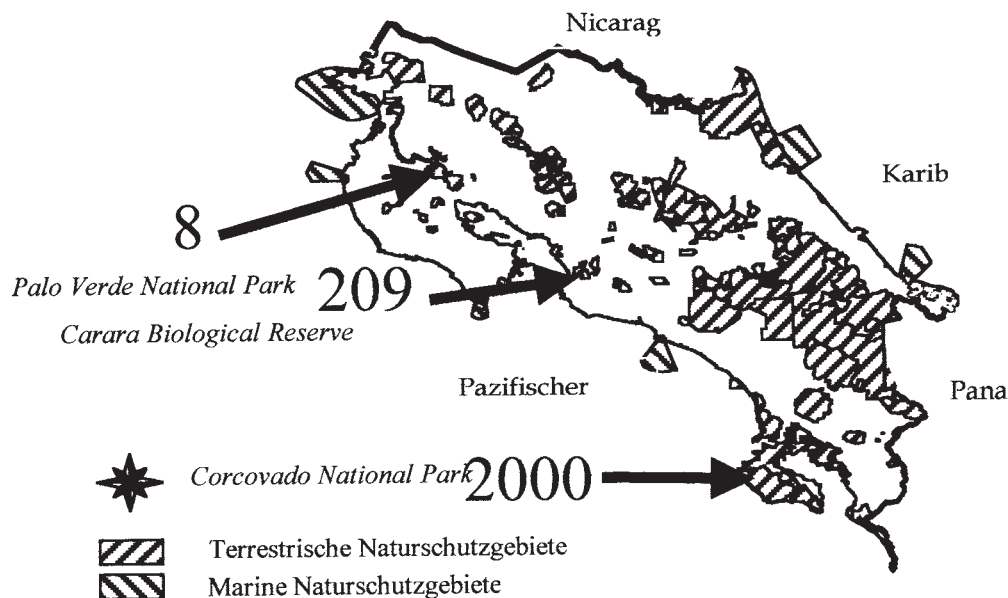 Nicarag
Karib
8
Palo Verde National Park 209
Carara Biological Reserve
Pazifischer
Pana
Corcovado National Park 2000
Terrestrische Naturschutzgebiete
Marine Naturschutzgebiete